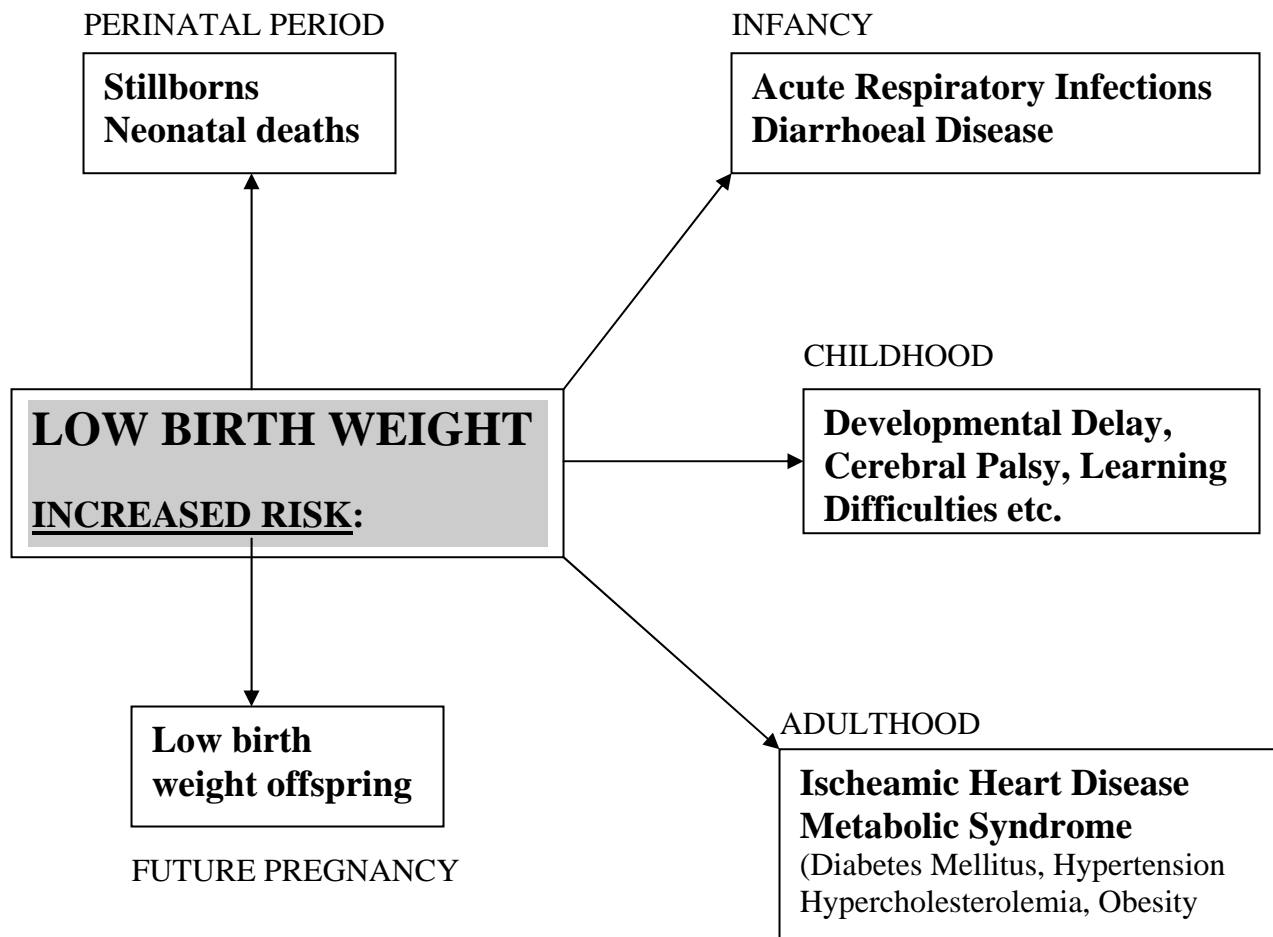 PERINATAL PERIOD
Stillborns
Neonatal deaths
INFANCY
Acute Respiratory Infections
Diarrhoeal Disease
CHILDHOOD
Developmental Delay,
Cerebral Palsy, Learning
Difficulties etc.
LOW BIRTH WEIGHT
INCREASED RISK:
Low birth
weight offspring
FUTURE PREGNANCY
ADULTHOOD
Ischeamic Heart Disease
Metabolic Syndrome
(Diabetes Mellitus, Hypertension
Hypercholesterolemia, Obesity